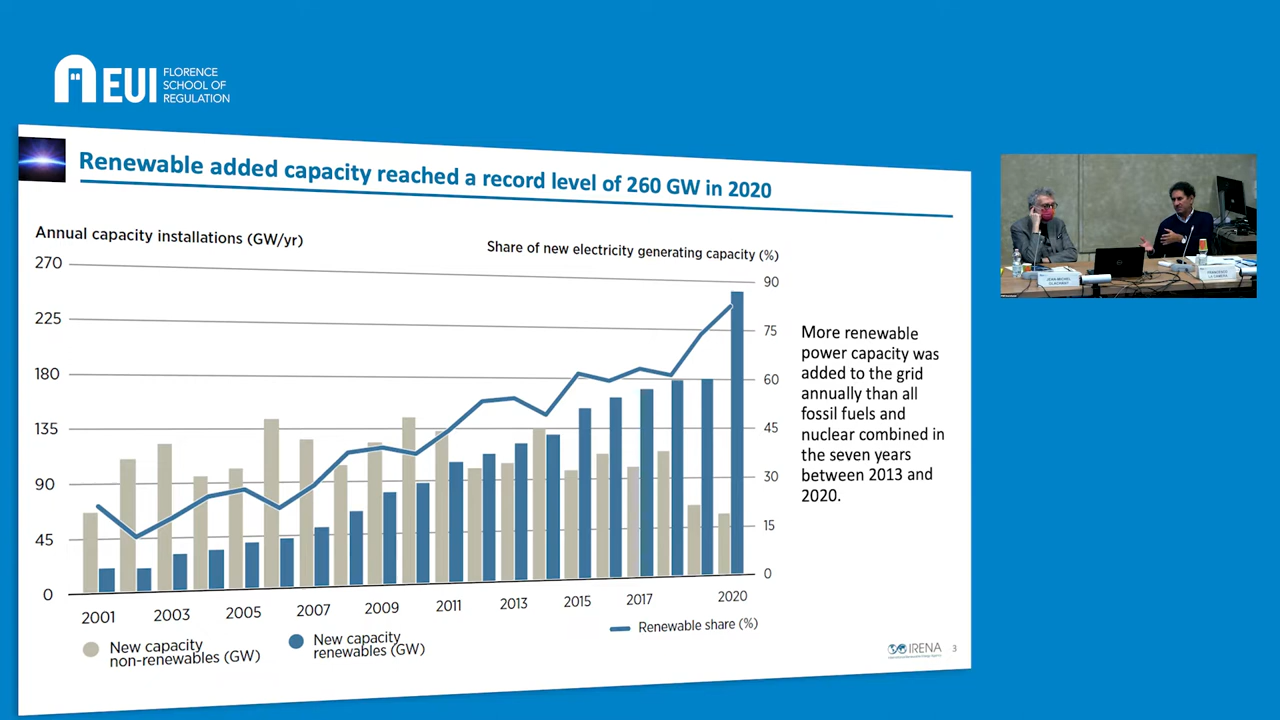 EUI
FLORENCE
SCHOOL OF
REGULATION
Renewable added capacity reached a record level of 260 GW in 2020
Annual capacity installations (GW/yr)
Share of new electricity generating capacity (%)
270
225
180
135
90
45
0
90
75
60
45
30
15
0
2001
2003
2005
2007
2009
2011
2013
2015
2017
2020
New capacity
non-renewables (GW)
New capacity
renewables (GW)
Renewable share (%)
More renewable
power capacity was
added to the grid
annually than all
fossil fuels and
nuclear combined in
the seven years
between 2013 and
2020.
IRENA
3